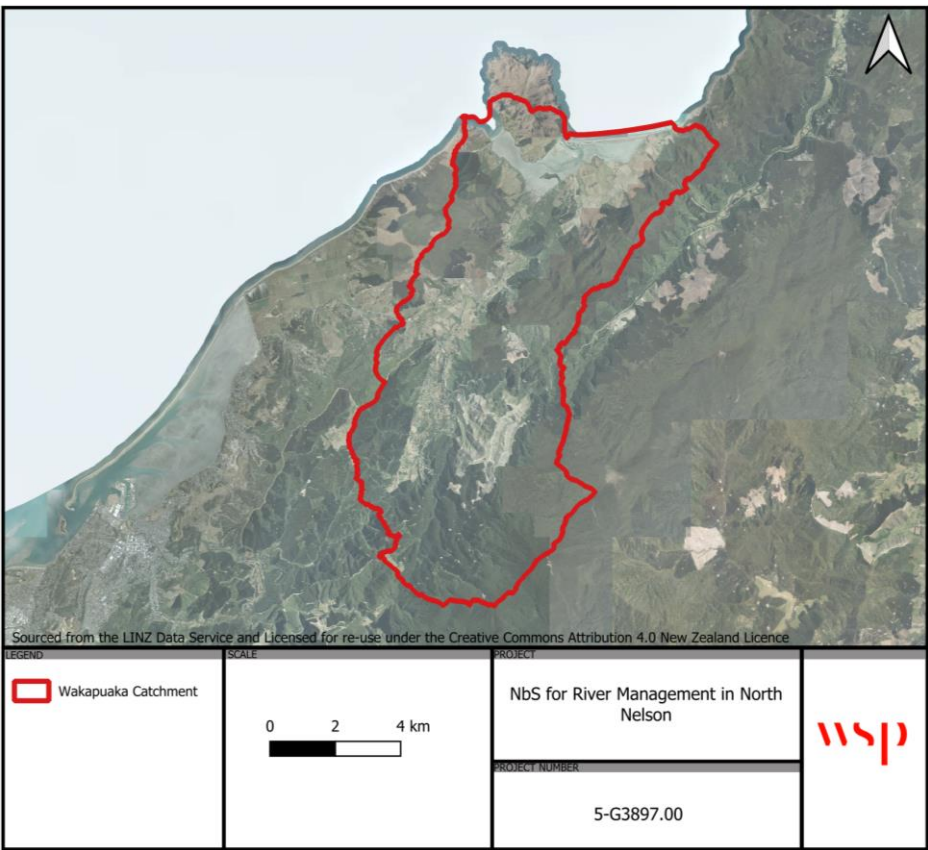 Sourced from the LINZ Data Service and Licensed for re-use under the Creative Commons Attribution 4.0 New Zealand Licence
LEGEND
Wakapuaka Catchment
SCALE
0 2 4 km
PROJECT
NbS for River Management in North
Nelson
PROJECT NUMBER
5-G3897.00
wsp